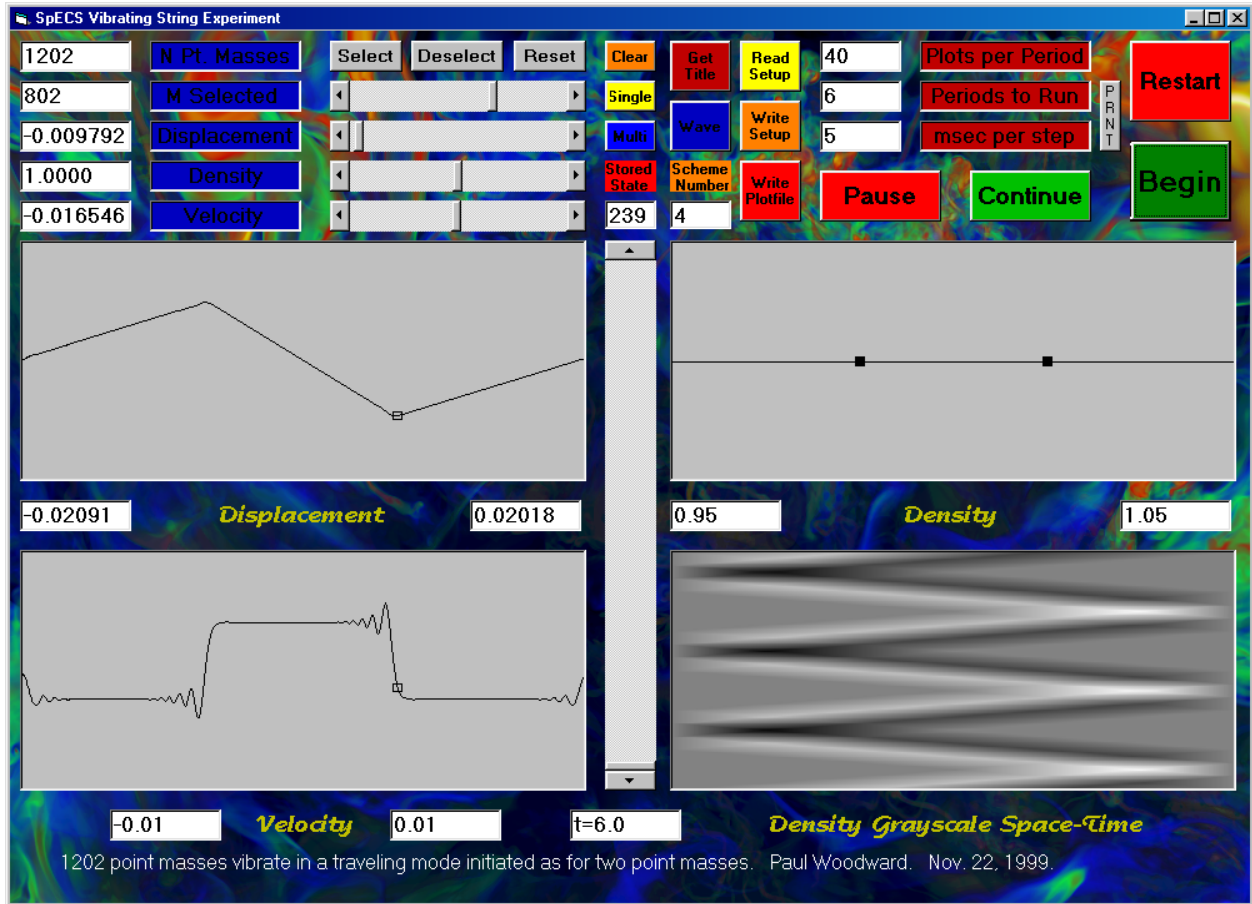 SpECS Vibrating String Experiment
1202 N Pt. Masses Select Deselect Reset Clear Get Title Read Setup 40 Plots per Period Restart
802 M Selected Single 6 Periods to Run PRNT
-0.009792 Displacement Multi Wave Write Setup 5 msec per step
1.0000 Density Stored State Scheme Number Write Plotfile Pause Continue Begin
-0.016546 Velocity 239 4
-0.02091 Displacement 0.02018 0.95 Density 1.05
-0.01 Velocity 0.01 t=6.0 Density Grayscale Space-Time
1202 point masses vibrate in a traveling mode initiated as for two point masses. Paul Woodward. Nov. 22, 1999.